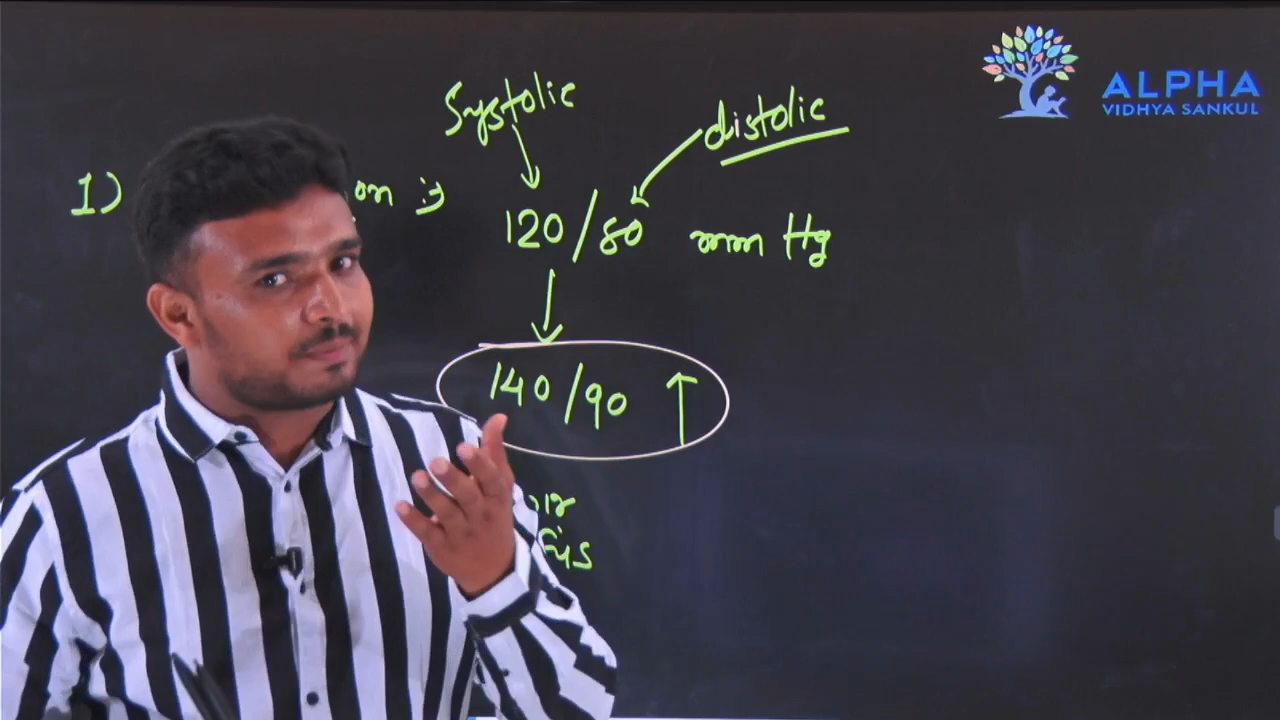 ALPHA
VIDHYA SANKUL
Systolic
distolic
1)
120/80 mm Hg
140/90 ↑